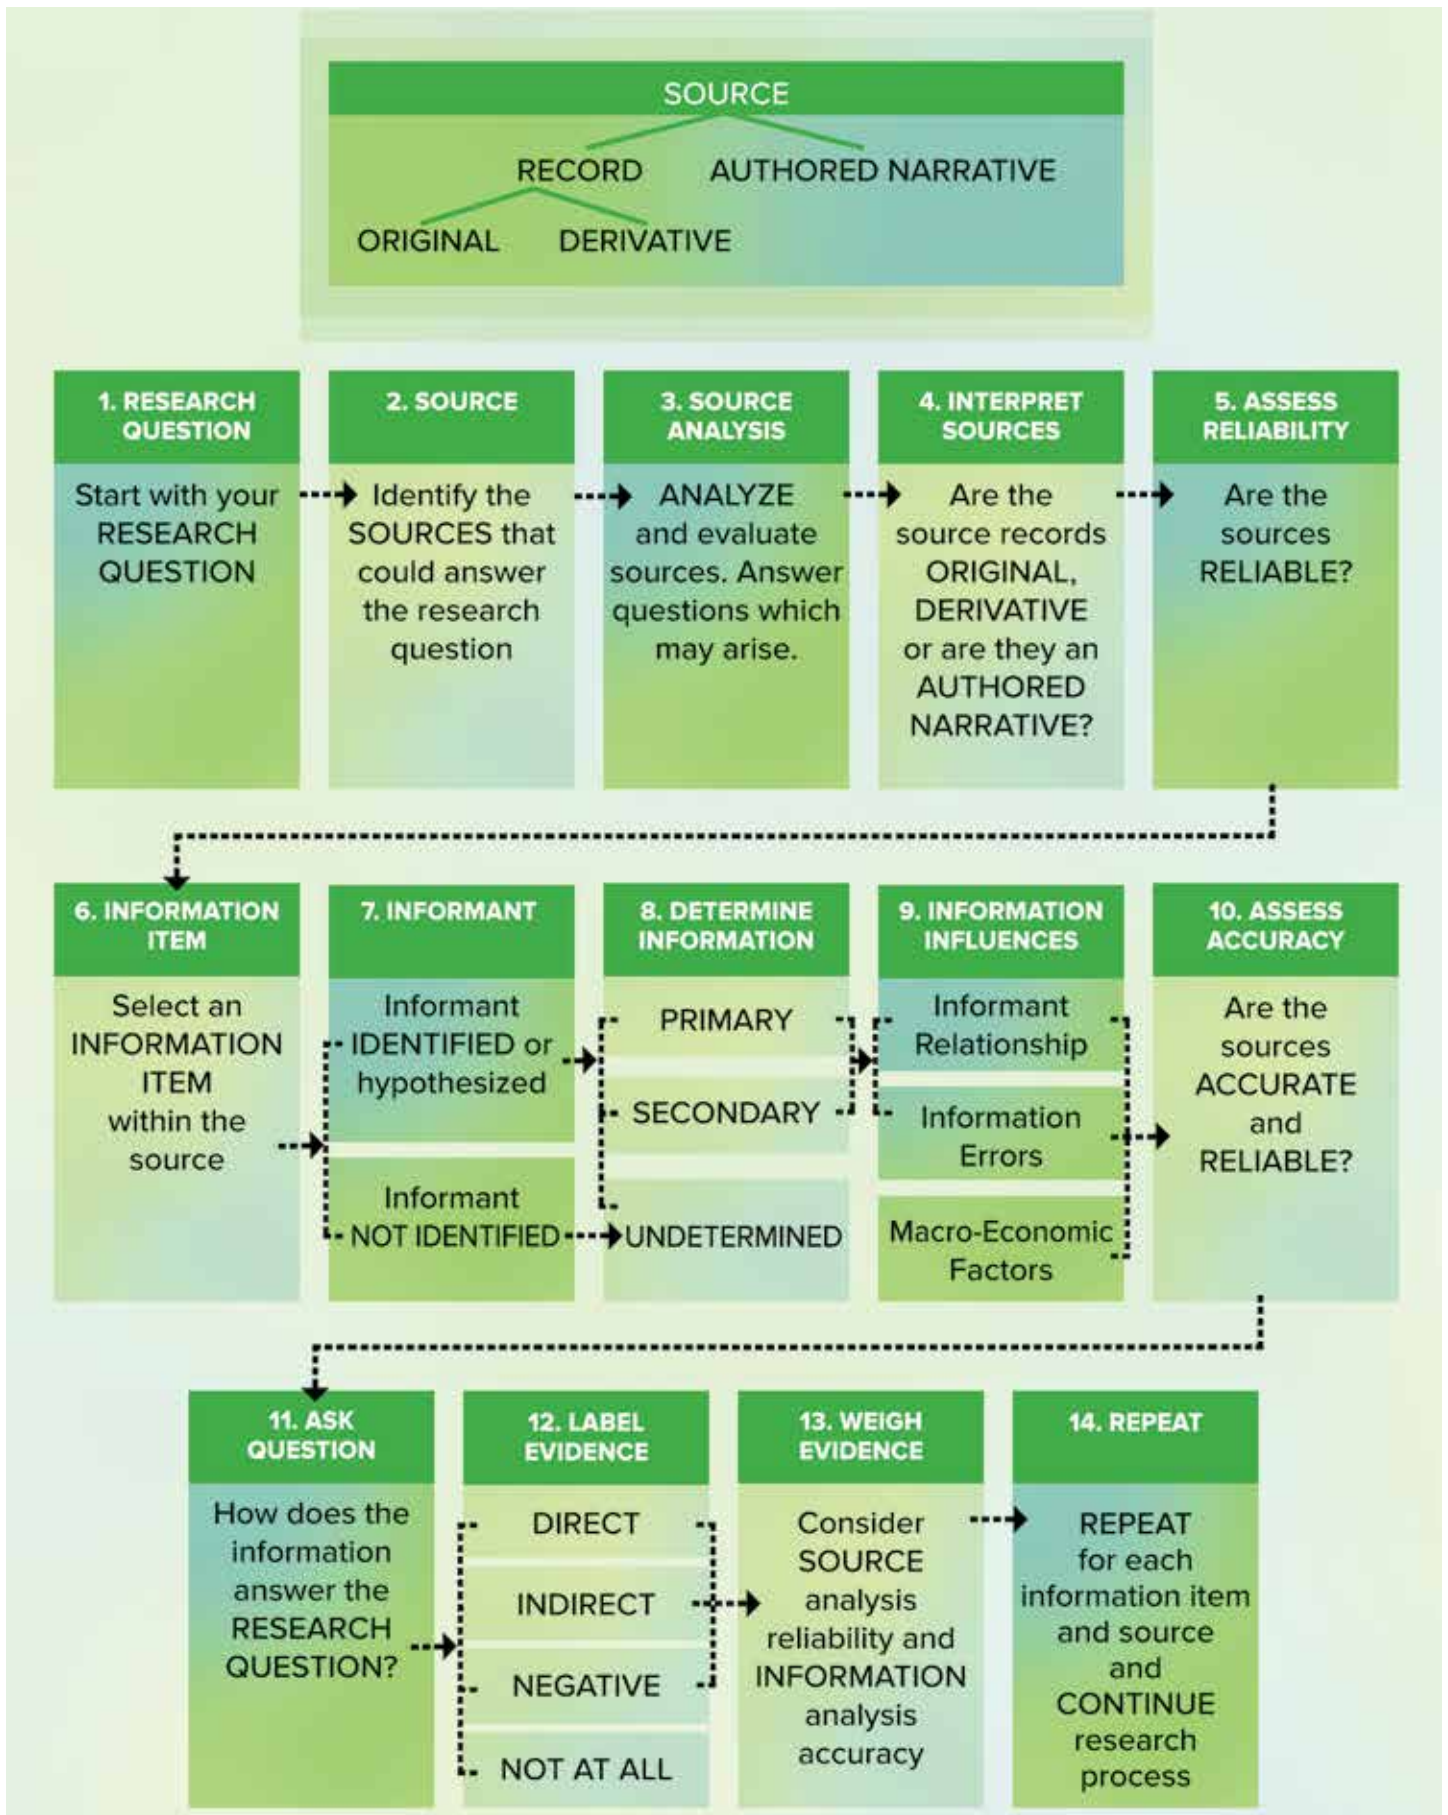 SOURCE
RECORD
AUTHORED NARRATIVE
ORIGINAL
DERIVATIVE
1. RESEARCH
QUESTION
Start with your
RESEARCH
QUESTION
2. SOURCE
Identify the
SOURCES that
could answer
the research
question
3. SOURCE
ANALYSIS
ANALYZE
and evaluate
sources. Answer
questions which
may arise.
4. INTERPRET
SOURCES
Are the
source records
ORIGINAL,
DERIVATIVE
or are they an
AUTHORED
NARRATIVE?
5. ASSESS
RELIABILITY
Are the
sources
RELIABLE?
6. INFORMATION
ITEM
Select an
INFORMATION
ITEM
within the
source
7. INFORMANT
Informant
IDENTIFIED or
hypothesized
Informant
NOT IDENTIFIED
8. DETERMINE
INFORMATION
PRIMARY
SECONDARY
UNDETERMINED
9. INFORMATION
INFLUENCES
Informant
Relationship
Information
Errors
Macro-Economic
Factors
10. ASSESS
ACCURACY
Are the
sources
ACCURATE
and
RELIABLE?
11. ASK
QUESTION
How does the
information
answer the
RESEARCH
QUESTION?
12. LABEL
EVIDENCE
DIRECT
INDIRECT
NEGATIVE
NOT AT ALL
13. WEIGH
EVIDENCE
Consider
SOURCE
analysis
reliability and
INFORMATION
analysis
accuracy
14. REPEAT
REPEAT
for each
information item
and source
and
CONTINUE
research
process